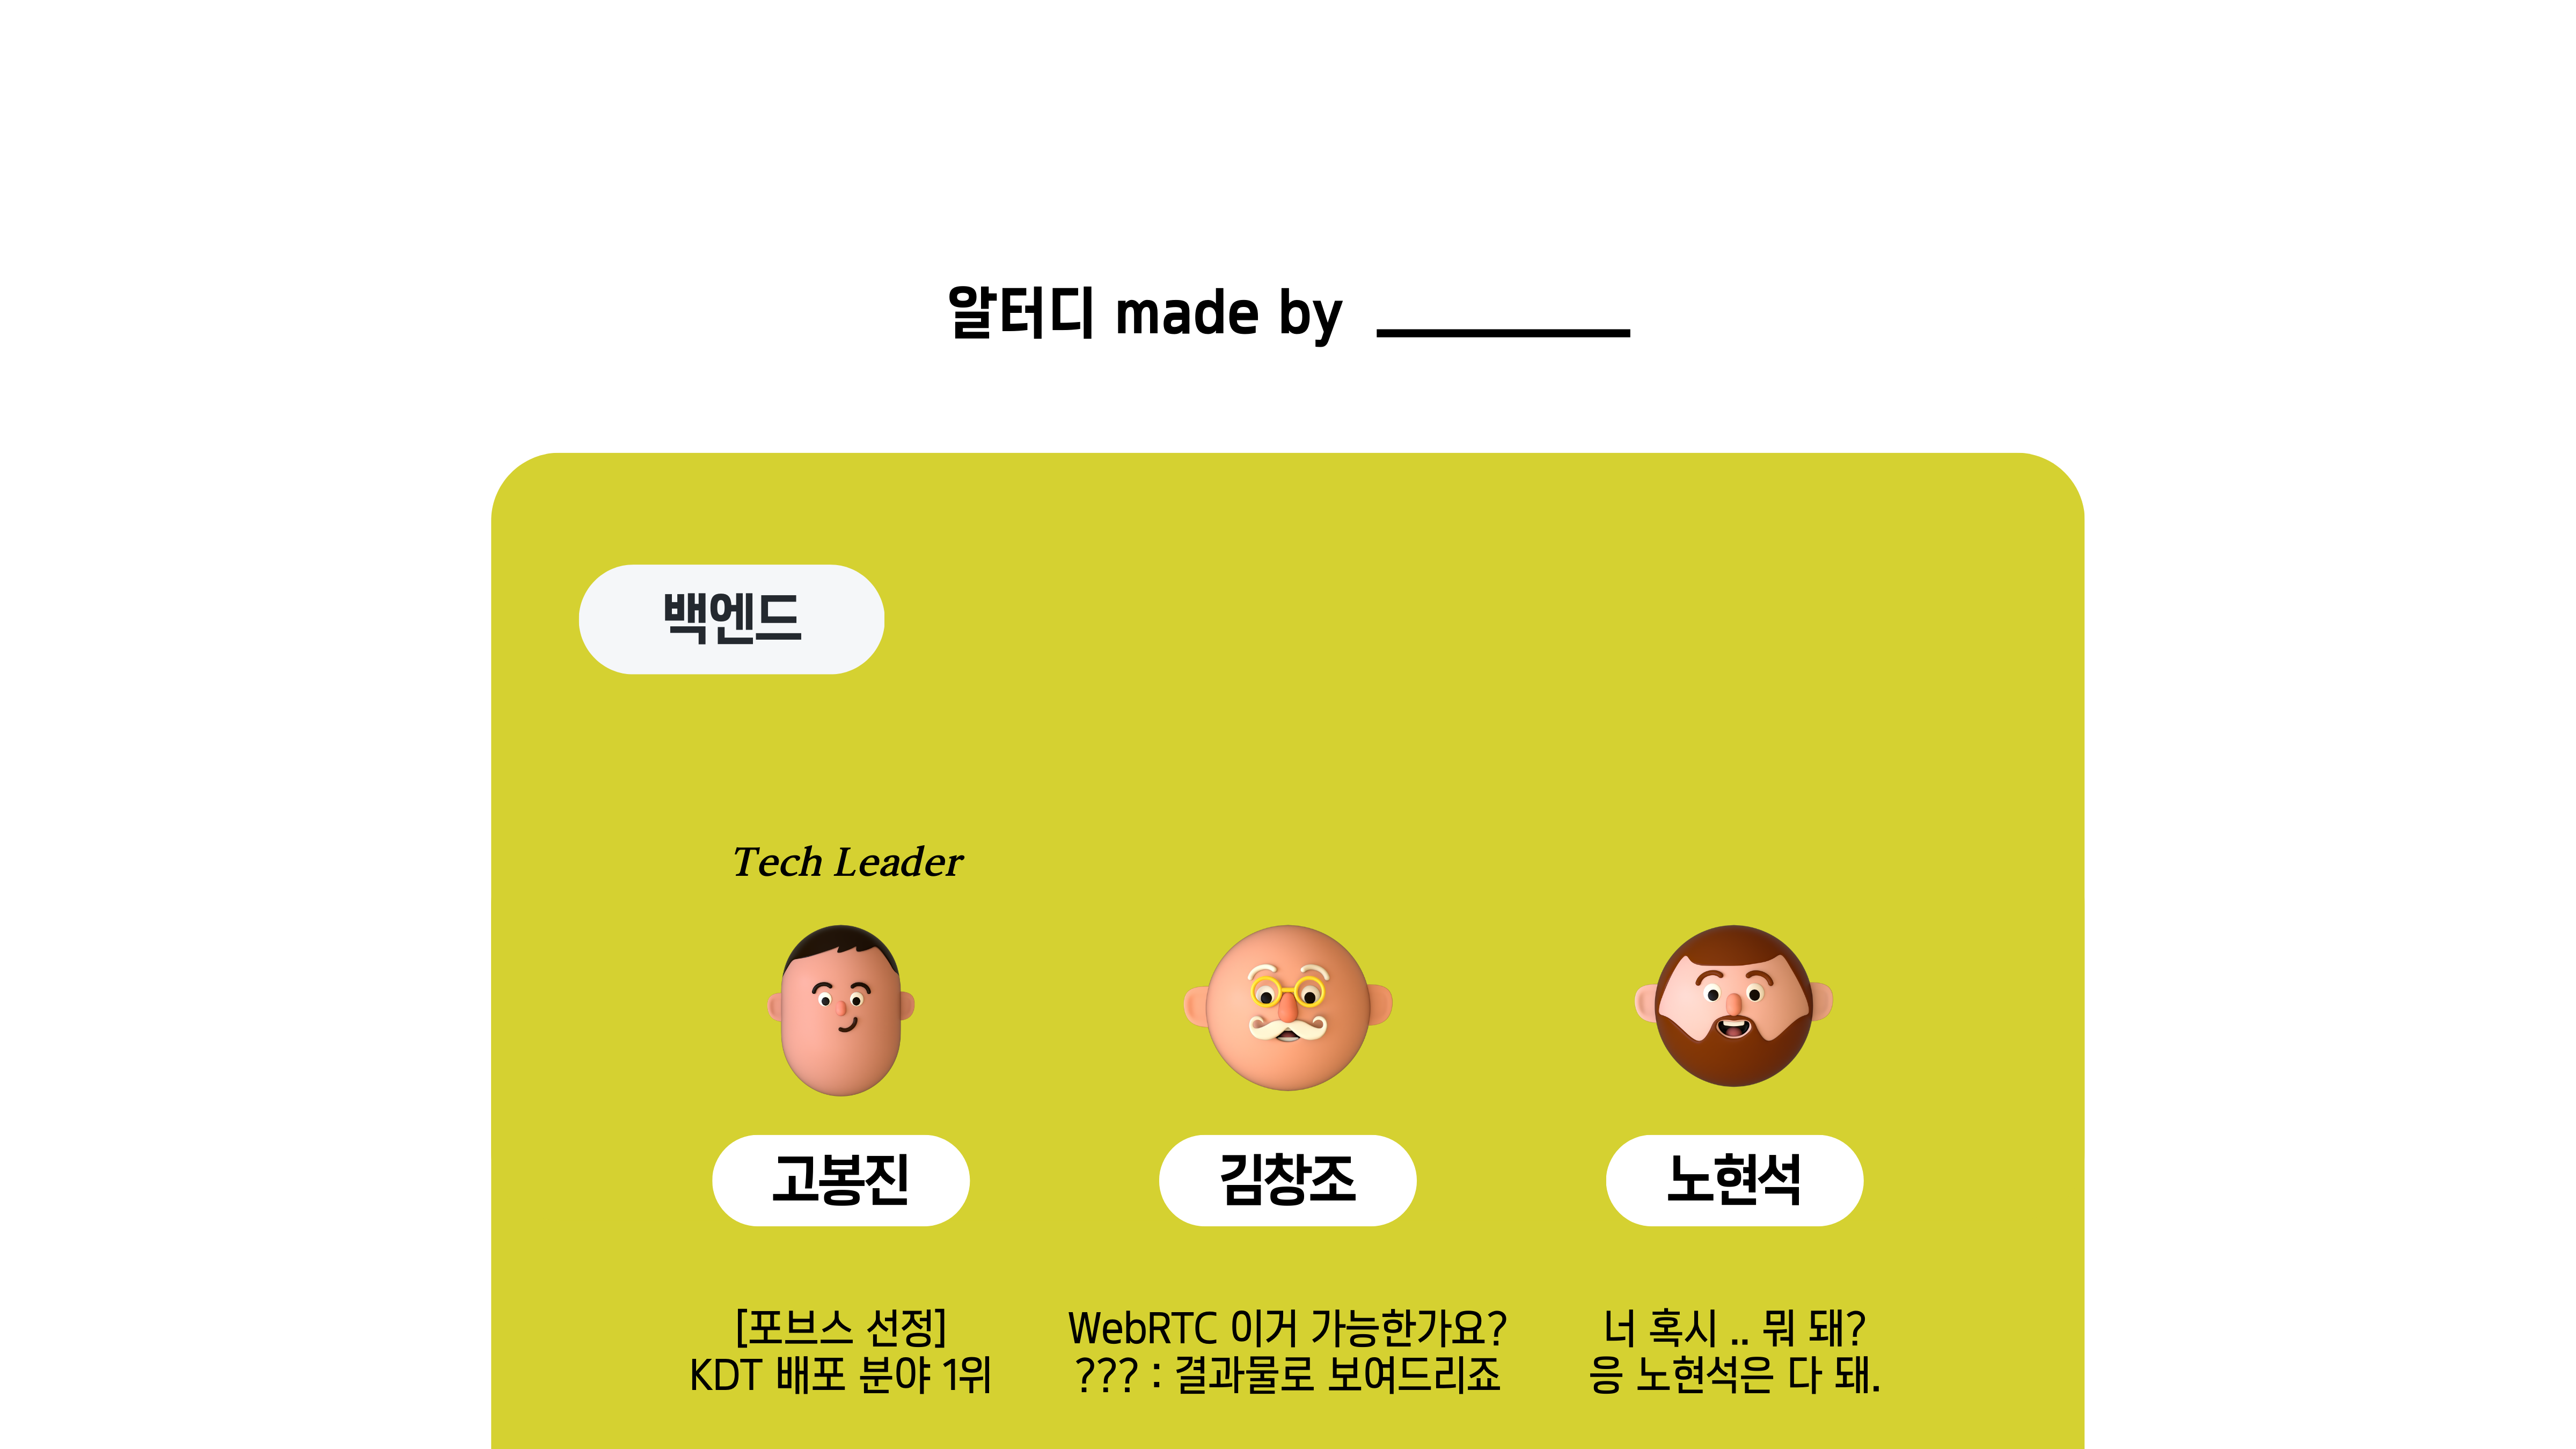 알터디 made by
백엔드
Tech Leader
고봉진
김창조
노현석
[포브스 선정]
KDT 배포 분야 1위
WebRTC 이거 가능한가요?
??? : 결과물로 보여드리죠
너 혹시 .. 뭐 돼?
응 노현석은 다 돼.